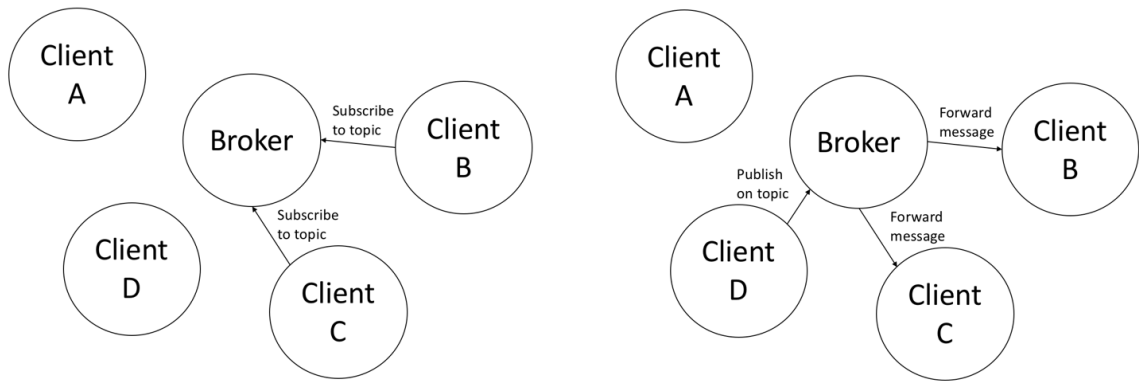 Client
A
Broker
Subscribe
to topic
Client
B
Subscribe
to topic
Client
D
Client
C
Client
A
Broker
Forward
message
Client
B
Publish
on topic
Forward
message
Client
D
Client
C